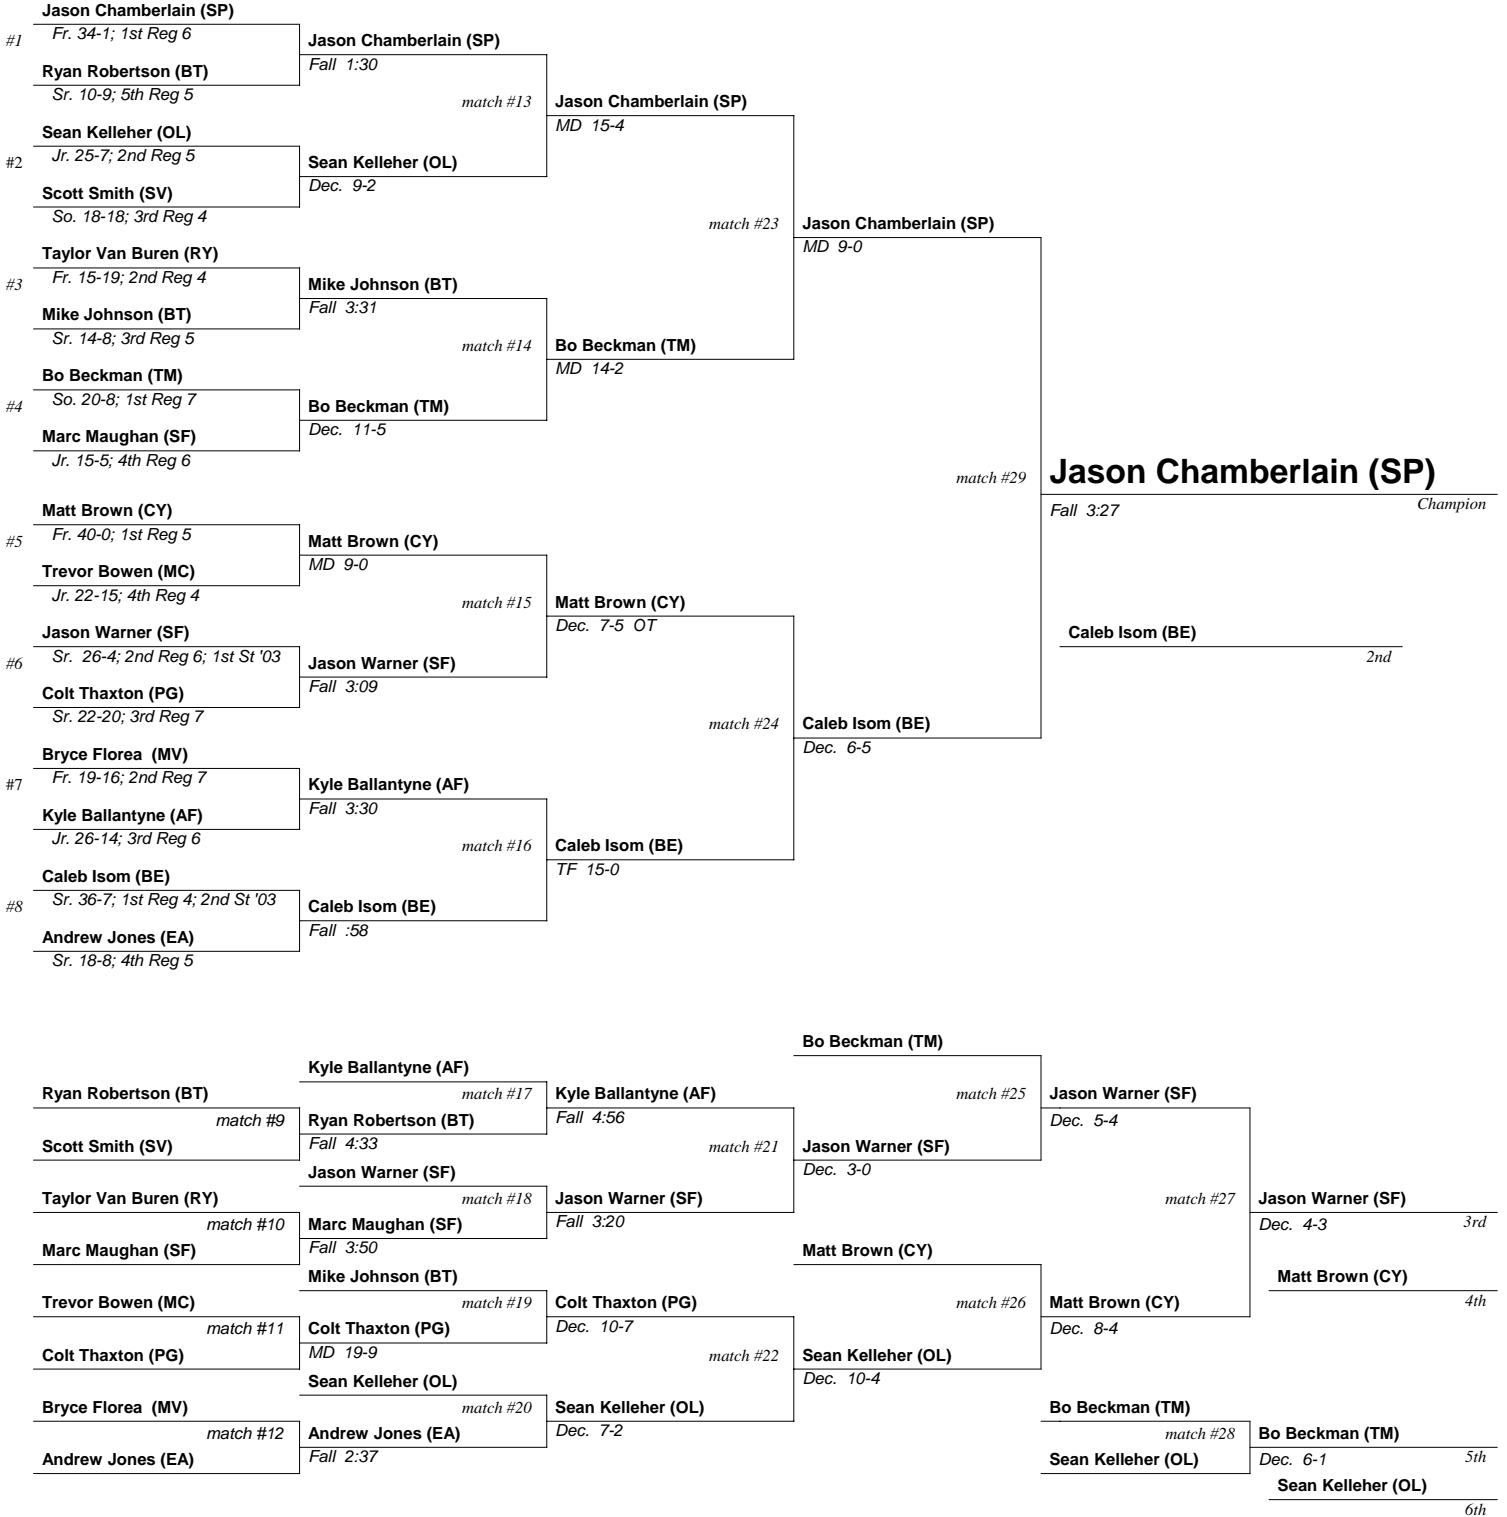 Jason Chamberlain (SP)
#1 Fr. 34-1; 1st Reg 6
Jason Chamberlain (SP)
Fall 1:30
Ryan Robertson (BT)
Sr. 10-9; 5th Reg 5
match #13 Jason Chamberlain (SP)
MD 15-4
Sean Kelleher (OL)
#2 Jr. 25-7; 2nd Reg 5
Sean Kelleher (OL)
Dec. 9-2
Scott Smith (SV)
So. 18-18; 3rd Reg 4
match #23 Jason Chamberlain (SP)
MD 9-0
Taylor Van Buren (RY)
#3 Fr. 15-19; 2nd Reg 4
Mike Johnson (BT)
Fall 3:31
Mike Johnson (BT)
Sr. 14-8; 3rd Reg 5
match #14 Bo Beckman (TM)
MD 14-2
Bo Beckman (TM)
#4 So. 20-8; 1st Reg 7
Bo Beckman (TM)
Dec. 11-5
Marc Maughan (SF)
Jr. 15-5; 4th Reg 6
match #29 Jason Chamberlain (SP)
Fall 3:27 Champion
Matt Brown (CY)
#5 Fr. 40-0; 1st Reg 5
Matt Brown (CY)
MD 9-0
Trevor Bowen (MC)
Jr. 22-15; 4th Reg 4
match #15 Matt Brown (CY)
Dec. 7-5 OT
Jason Warner (SF)
#6 Sr. 26-4; 2nd Reg 6; 1st St '03
Jason Warner (SF)
Fall 3:09
Caleb Isom (BE)
2nd
Colt Thaxton (PG)
Sr. 22-20; 3rd Reg 7
match #24 Caleb Isom (BE)
Dec. 6-5
Bryce Florea (MV)
#7 Fr. 19-16; 2nd Reg 7
Kyle Ballantyne (AF)
Fall 3:30
Kyle Ballantyne (AF)
Jr. 26-14; 3rd Reg 6
match #16 Caleb Isom (BE)
TF 15-0
Caleb Isom (BE)
#8 Sr. 36-7; 1st Reg 4; 2nd St '03
Caleb Isom (BE)
Fall :58
Andrew Jones (EA)
Sr. 18-8; 4th Reg 5
Bo Beckman (TM)
Kyle Ballantyne (AF)
Ryan Robertson (BT) match #17 Kyle Ballantyne (AF) match #25 Jason Warner (SF)
match #9 Ryan Robertson (BT) Fall 4:56 Dec. 5-4
Scott Smith (SV) Fall 4:33 match #21 Jason Warner (SF)
Jason Warner (SF) Dec. 3-0
Taylor Van Buren (RY) match #18 Jason Warner (SF) match #27 Jason Warner (SF)
match #10 Marc Maughan (SF) Fall 3:20 Dec. 4-3 3rd
Marc Maughan (SF) Fall 3:50 Matt Brown (CY)
Mike Johnson (BT) Matt Brown (CY)
Trevor Bowen (MC) match #19 Colt Thaxton (PG) match #26 Matt Brown (CY) 4th
match #11 Colt Thaxton (PG) Dec. 10-7 Dec. 8-4
Colt Thaxton (PG) MD 19-9 match #22 Sean Kelleher (OL)
Sean Kelleher (OL) Dec. 10-4
Bryce Florea (MV) match #20 Sean Kelleher (OL) Bo Beckman (TM)
match #12 Andrew Jones (EA) Dec. 7-2 match #28 Bo Beckman (TM)
Andrew Jones (EA) Fall 2:37 Sean Kelleher (OL) Dec. 6-1 5th
Sean Kelleher (OL)
6th